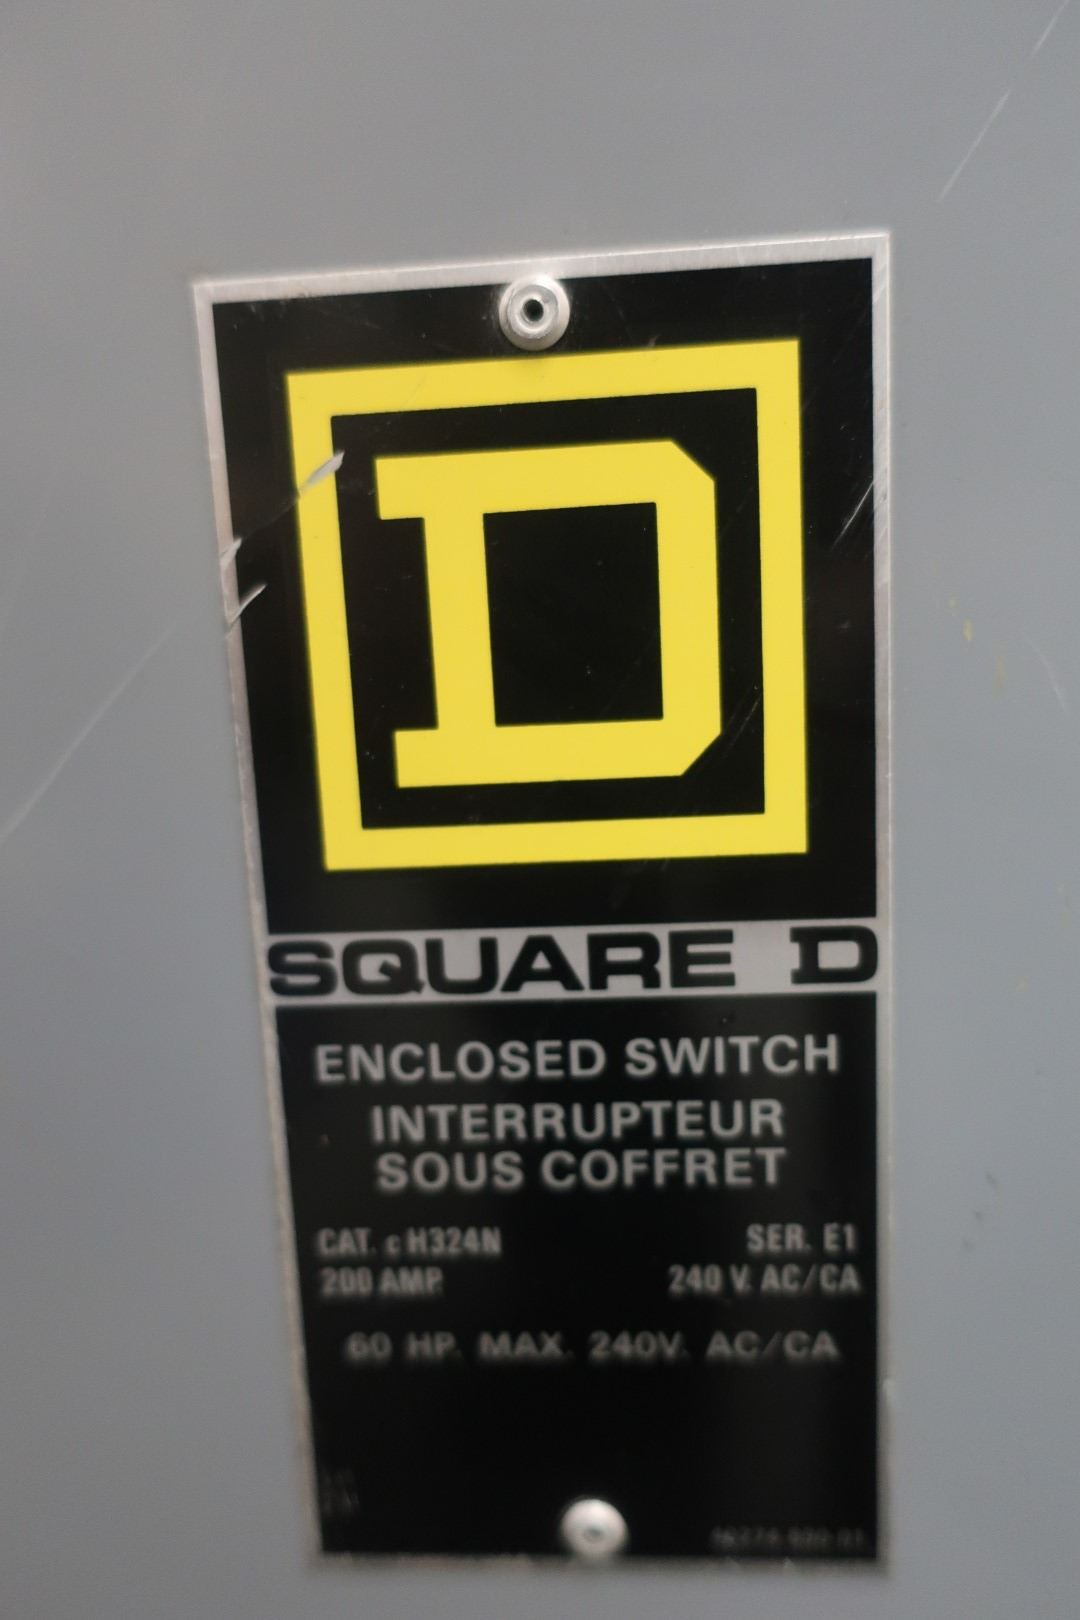 D
SQUARE D
ENCLOSED SWITCH
INTERRUPTEUR
SOUS COFFRET
CAT. c H324N SER. E1
200 AMP. 240 V. AC/CA
60 HP. MAX. 240V. AC/CA